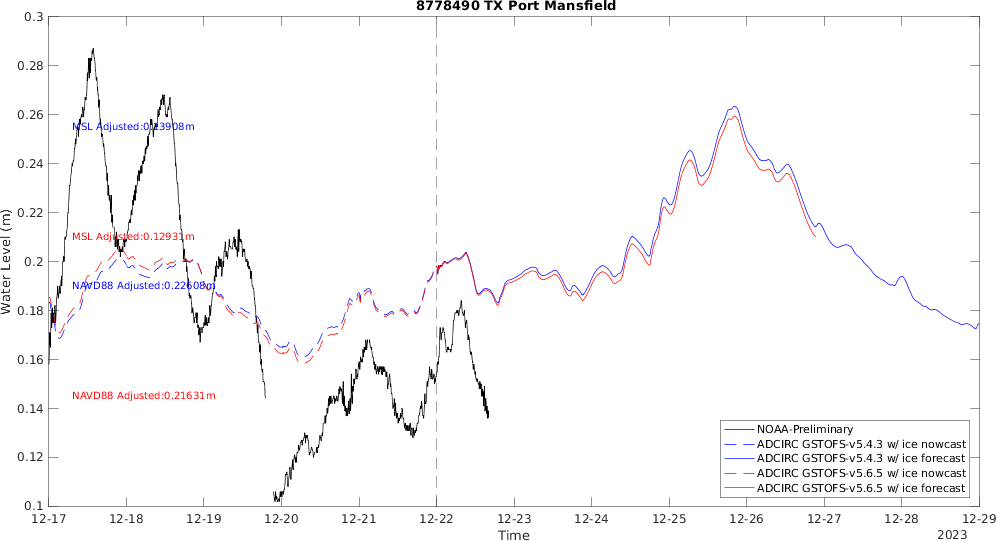 8778490 TX Port Mansfield
0.3
0.28
0.26
0.24
0.22
0.2
0.18
0.16
0.14
0.12
0.1
Water Level (m)
MSL Adjusted:0.13908m
MSL Adjusted:0.12931m
NAVD88 Adjusted:0.22608m
NAVD88 Adjusted:0.21631m
NOAA-Preliminary
ADCIRC GSTOFS-v5.4.3 w/ ice nowcast
ADCIRC GSTOFS-v5.4.3 w/ ice forecast
ADCIRC GSTOFS-v5.6.5 w/ ice nowcast
ADCIRC GSTOFS-v5.6.5 w/ ice forecast
12-17 12-18 12-19 12-20 12-21 12-22 12-23 12-24 12-25 12-26 12-27 12-28 12-29
Time
2023